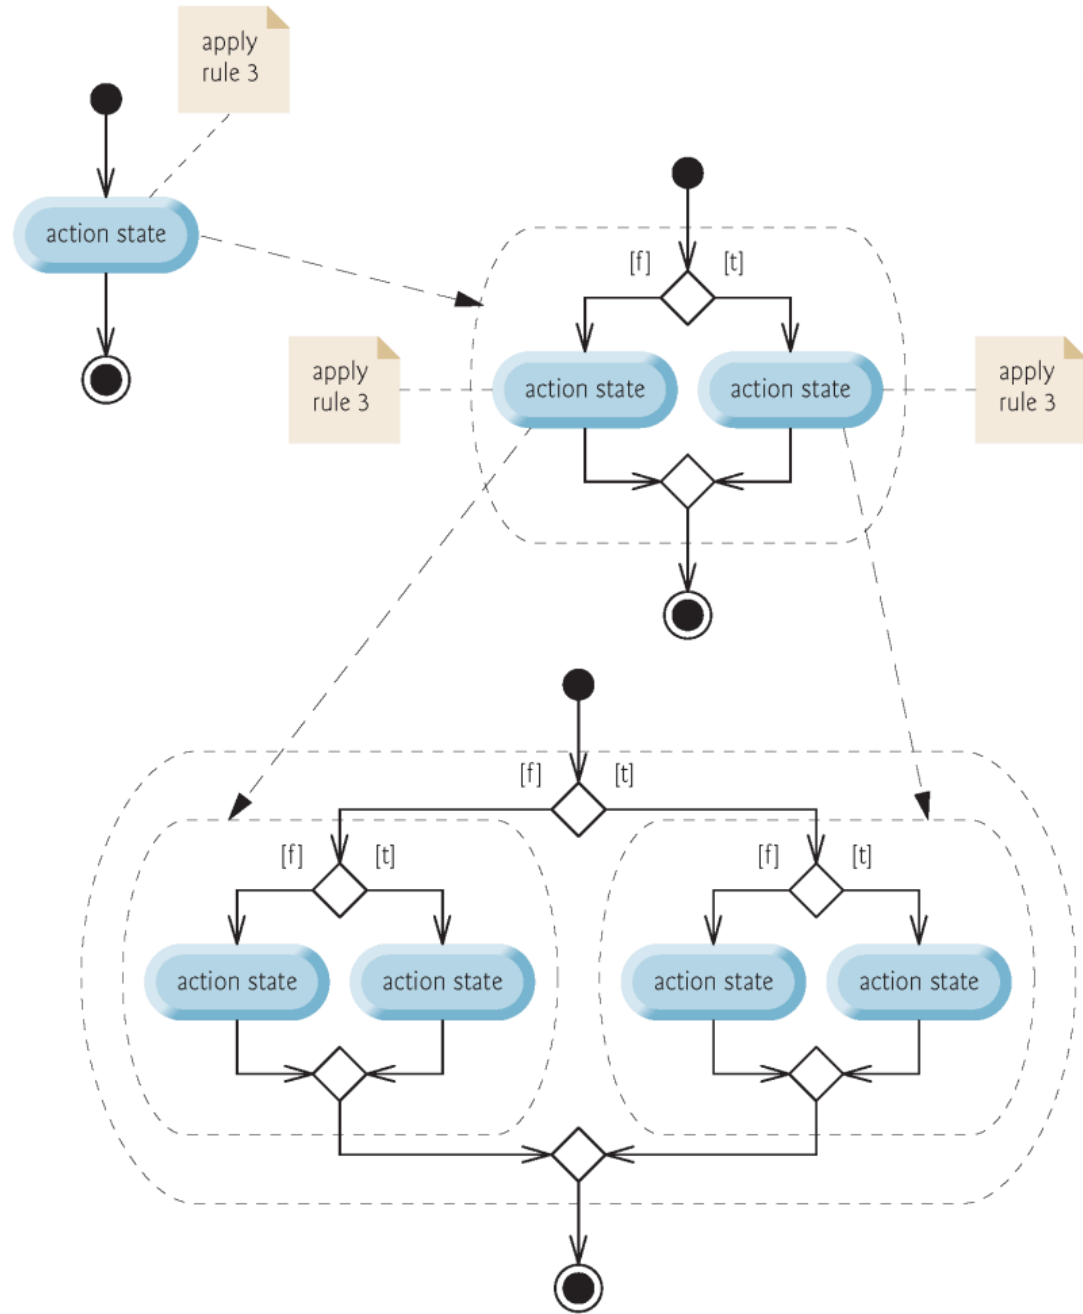 apply
rule 3
action state
[f] [t]
apply
rule 3
action state
action state
apply
rule 3
[f] [t]
[f] [t]
[f] [t]
action state
action state
action state
action state